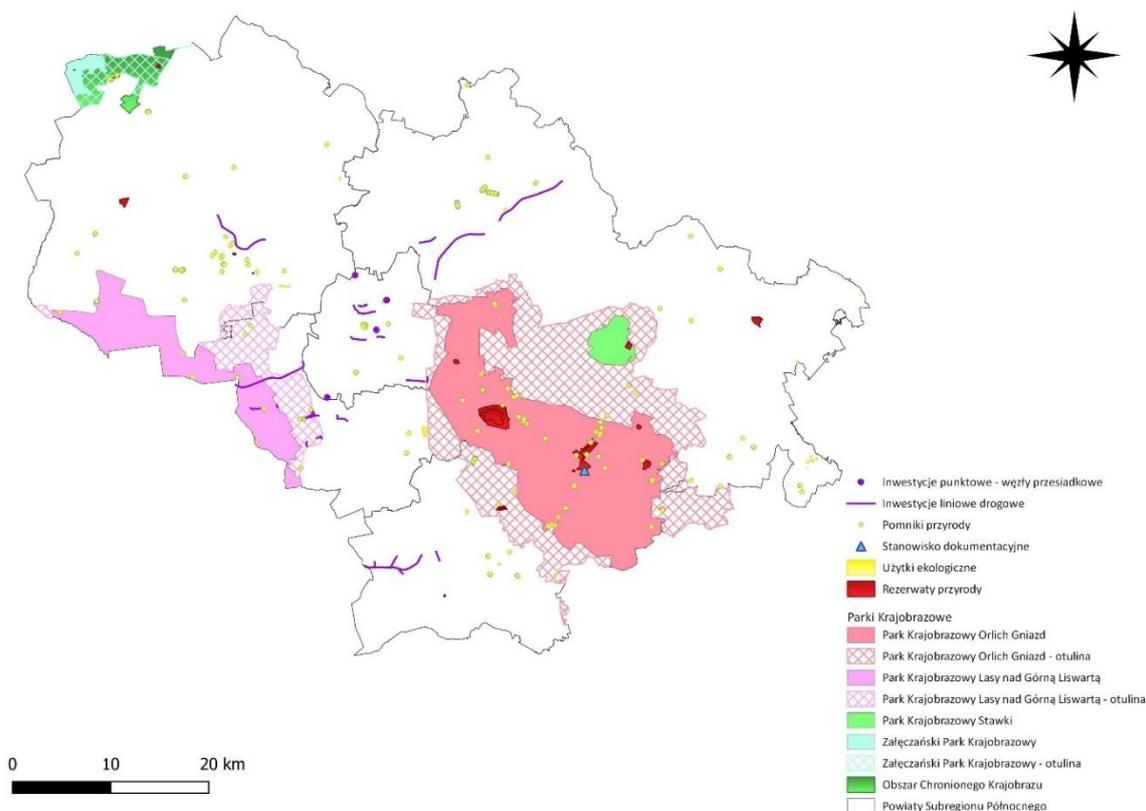 Inwestycje punktowe - węzły przesiadkowe
Inwestycje liniowe drogowe
Pomniki przyrody
Stanowisko dokumentacyjne
Użytki ekologiczne
Rezerwaty przyrody
Parki Krajobrazowe
Park Krajobrazowy Orlich Gniazd
Park Krajobrazowy Orlich Gniazd - otulina
Park Krajobrazowy Lasy nad Górną Liswartą
Park Krajobrazowy Lasy nad Górną Liswartą - otulina
Park Krajobrazowy Stawki
Załęczański Park Krajobrazowy
Załęczański Park Krajobrazowy - otulina
Obszar Chronionego Krajobrazu
Powiaty Subregionu Północnego
0 10 20 km